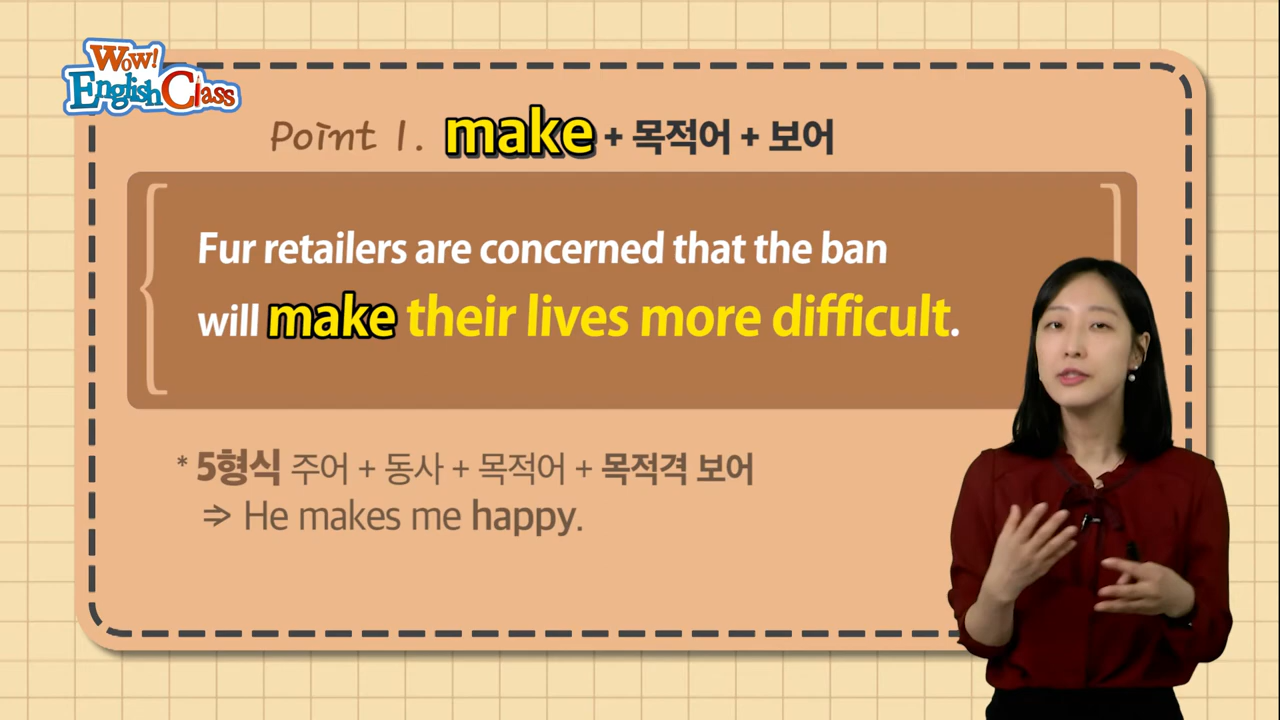 Wow!
English Class
Point 1. make + 목적어 + 보어
Fur retailers are concerned that the ban
will make their lives more difficult.
* 5형식 주어 + 동사 + 목적어 + 목적격 보어
⇒ He makes me happy.